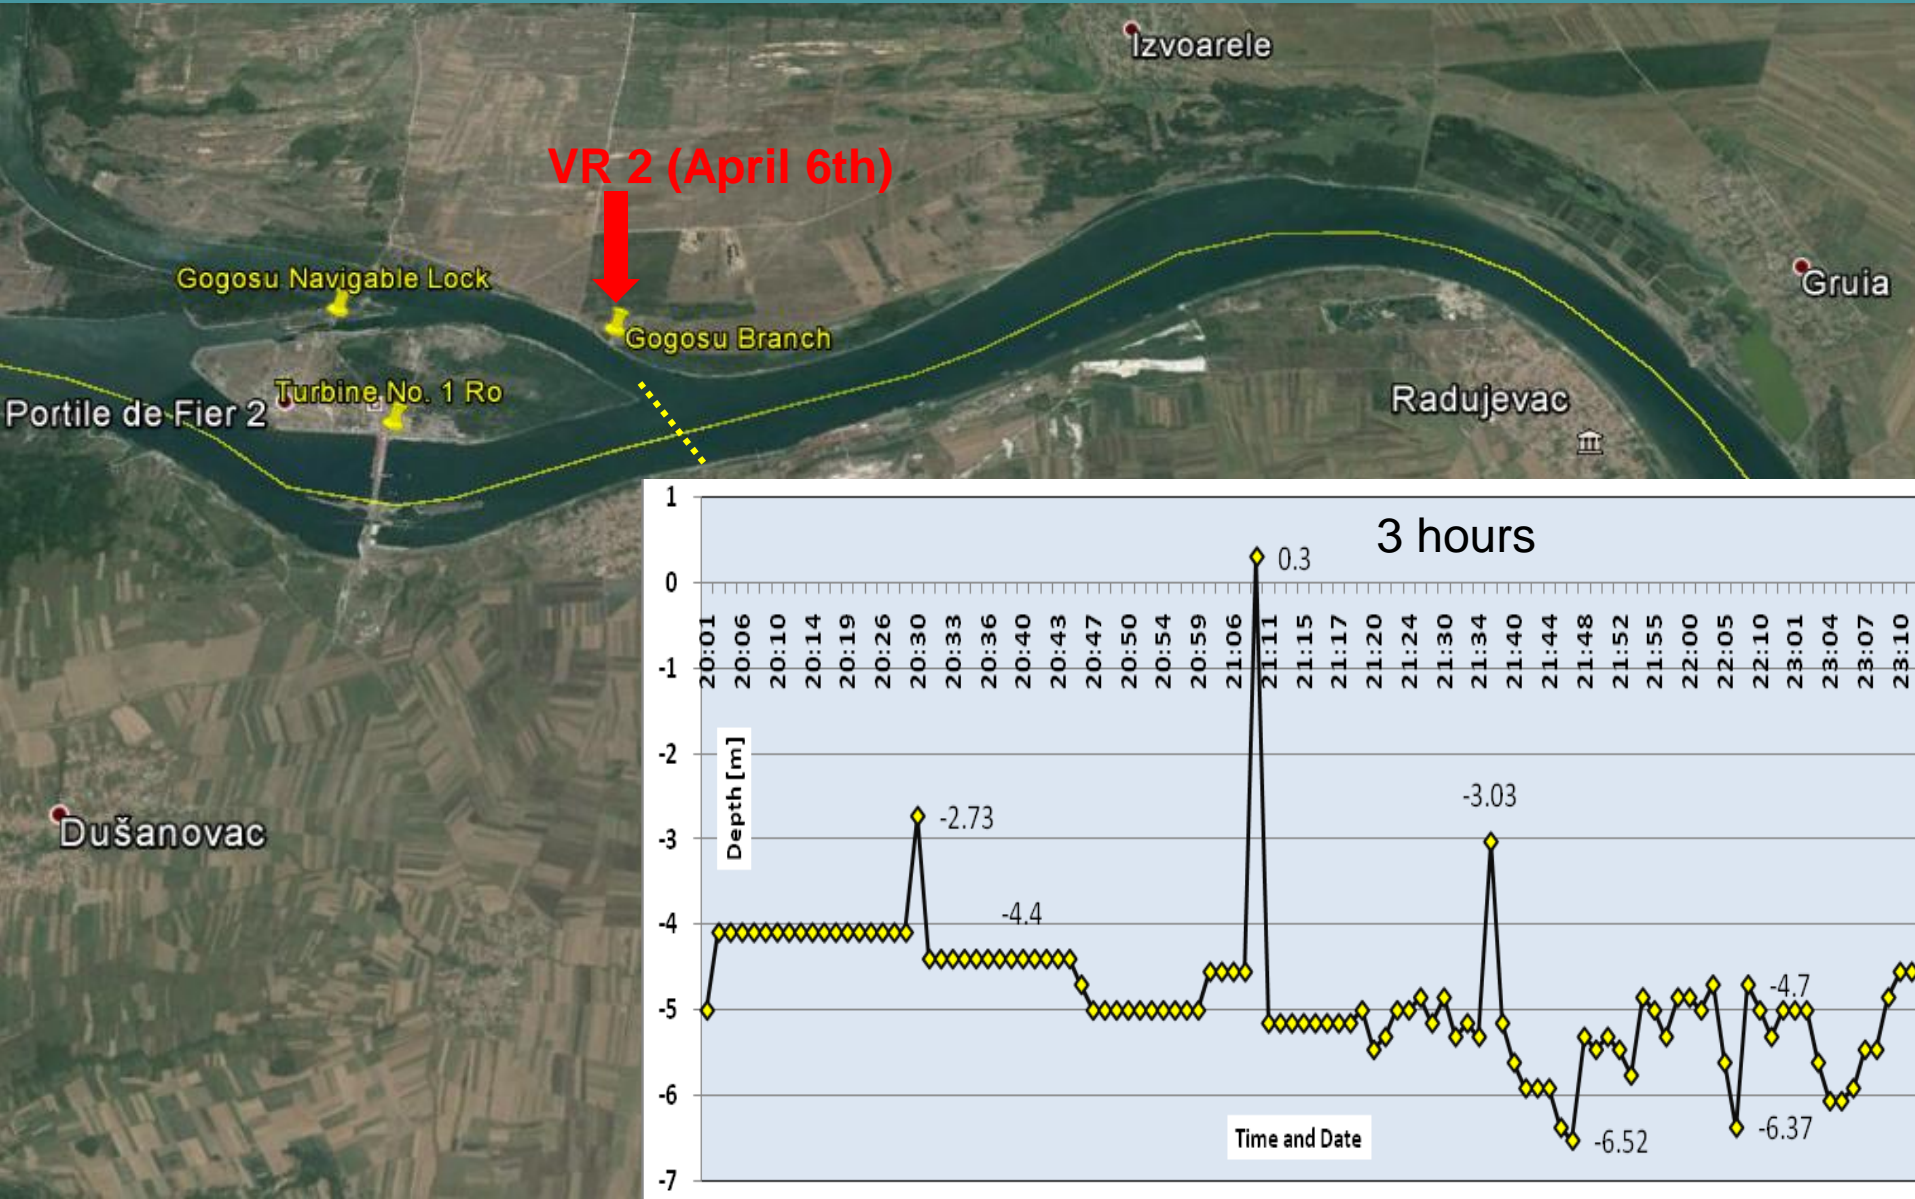 Izvoarele
VR 2 (April 6th)
Gogosu Navigable Lock
Gruia
Gogosu Branch
Turbine No. 1 Ro
Portile de Fier 2
Radujevac
Dušanovac
3 hours
1
0
-1
-2
-3
-4
-5
-6
-7
0.3
20:01 20:06 20:10 20:14 20:19 20:26 20:30 20:33 20:36 20:40 20:43 20:47 20:50 20:54 20:59 21:06 21:11 21:15 21:17 21:20 21:24 21:30 21:34 21:40 21:44 21:48 21:52 21:55 22:00 22:05 22:10 23:01 23:04 23:07 23:10
Depth [m]
-2.73
-3.03
-4.4
-4.7
-6.52
-6.37
Time and Date